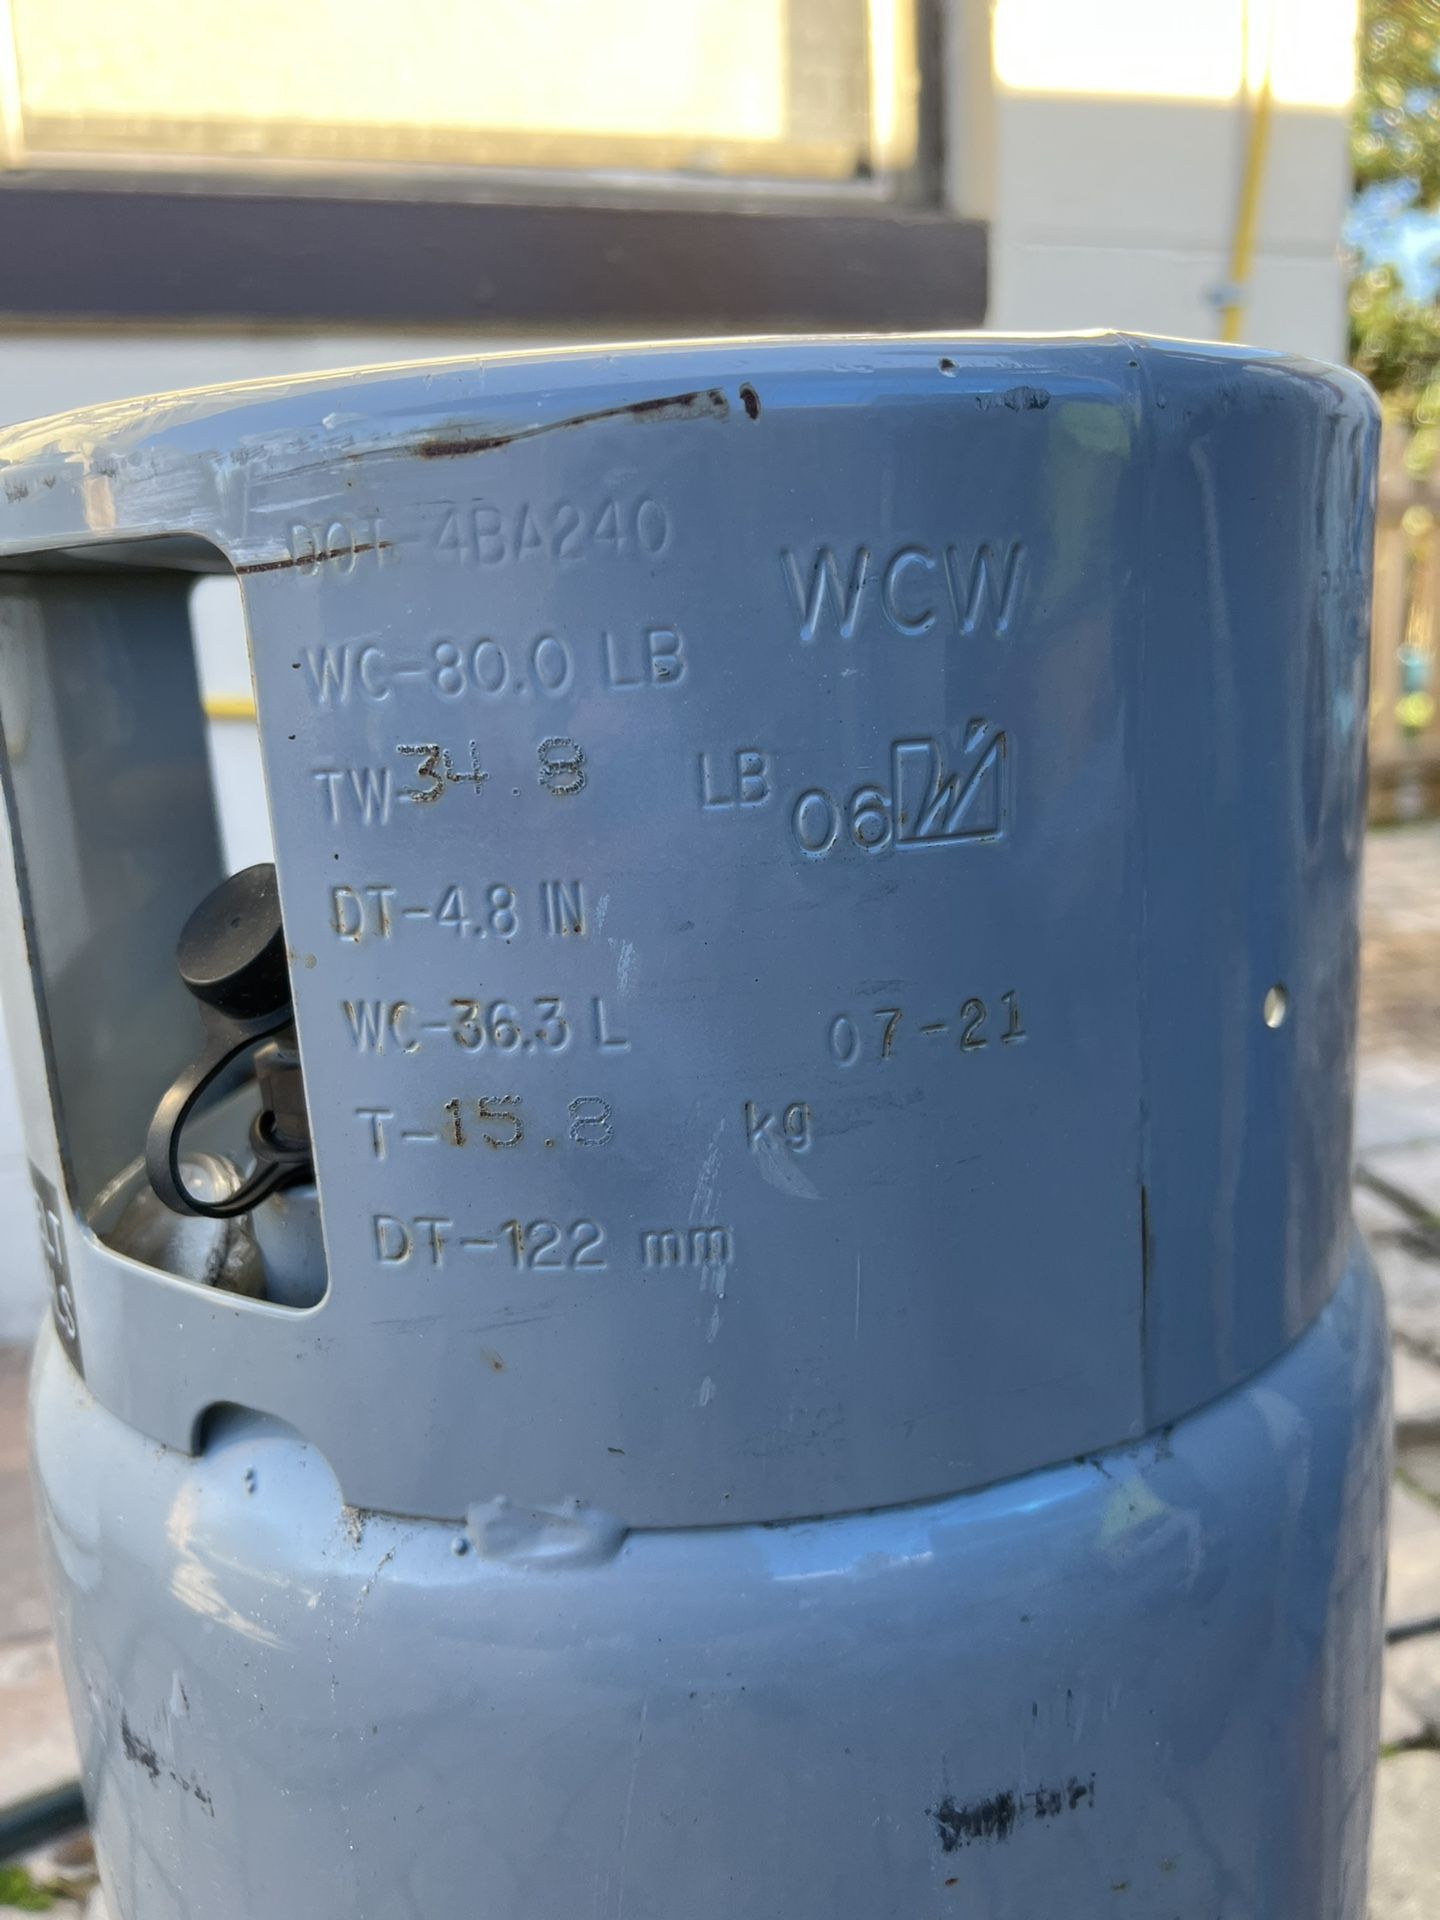 DOT-4BA240
WCW
WC-80.0 LB
TW-34.8 LB
06
DT-4.8 IN
WC-36.3 L
07-21
T-15.8 kg
DT-122 mm